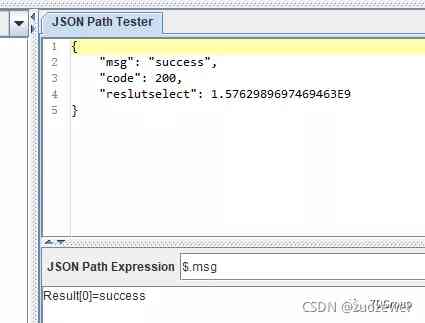 JSON Path Tester
1 {
2     "msg": "success",
3     "code": 200,
4     "reslutselect": 1.5762989697469463E9
5 }
JSON Path Expression $.msg
Result[0]=success
CSDN @zuozewei